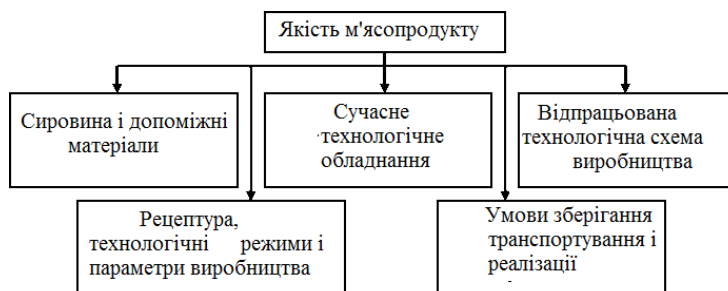 Якість м'ясопродукту
Сировина і допоміжні
матеріали
Сучасне
технологічне
обладнання
Відпрацьована
технологічна схема
виробництва
Рецептура,
технологічні режими і
параметри виробництва
Умови зберігання
транспортування і
реалізації